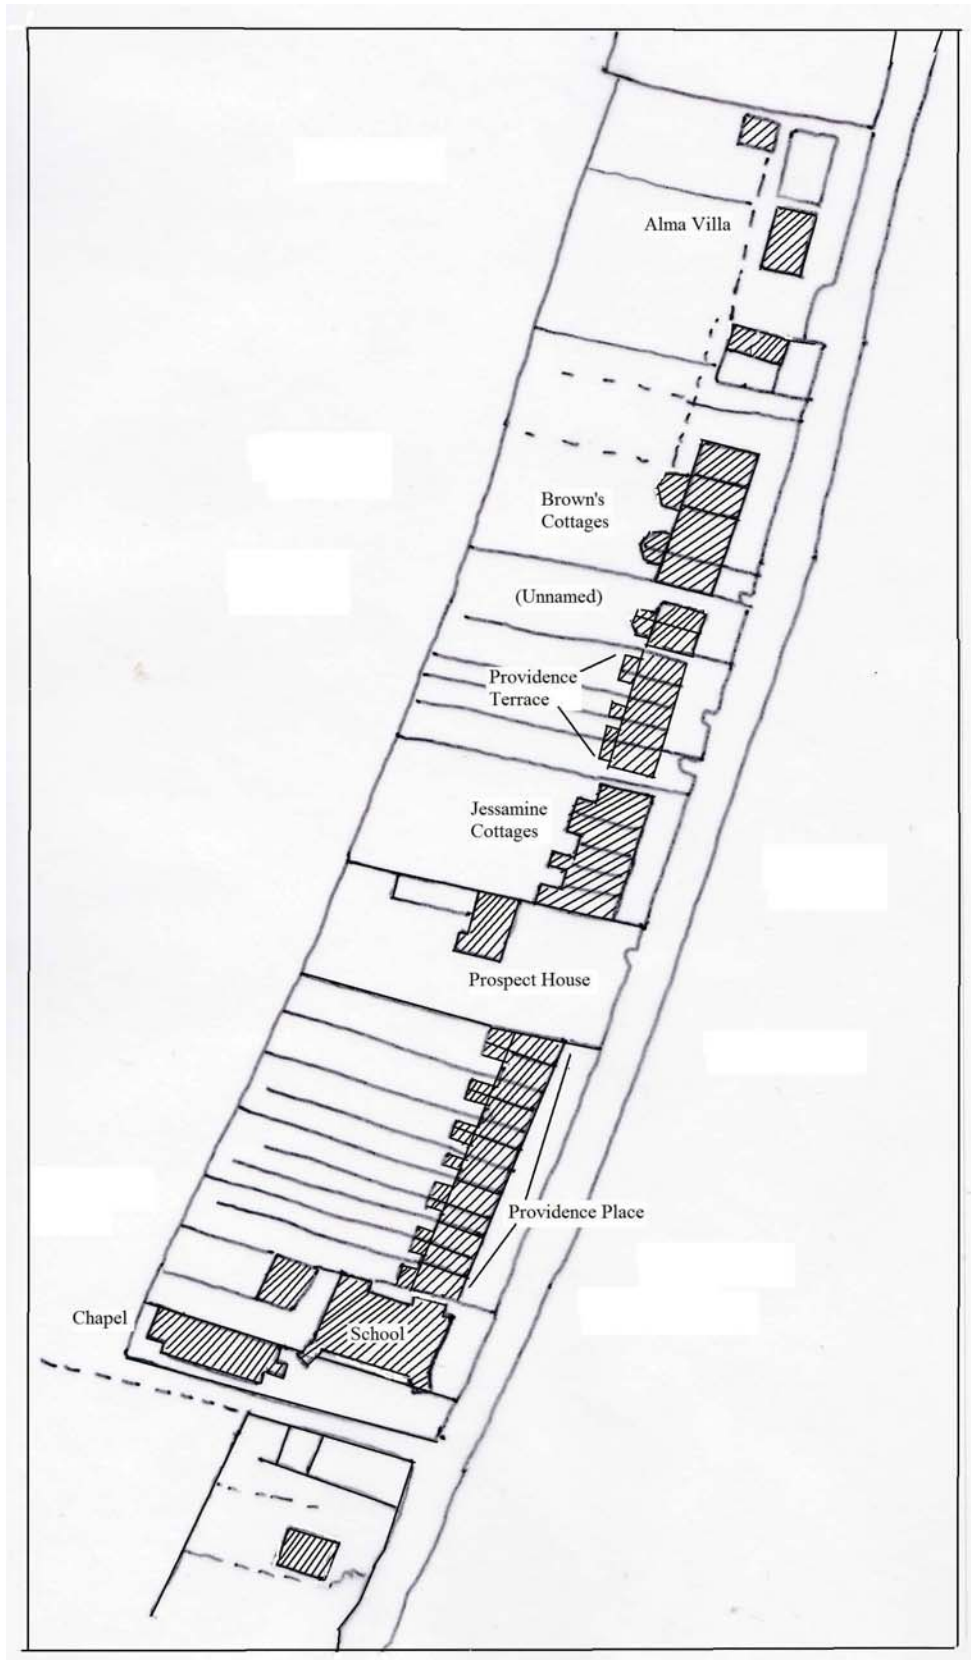 Alma Villa
Brown's
Cottages
(Unnamed)
Providence
Terrace
Jessamine
Cottages
Prospect House
Providence Place
Chapel
School